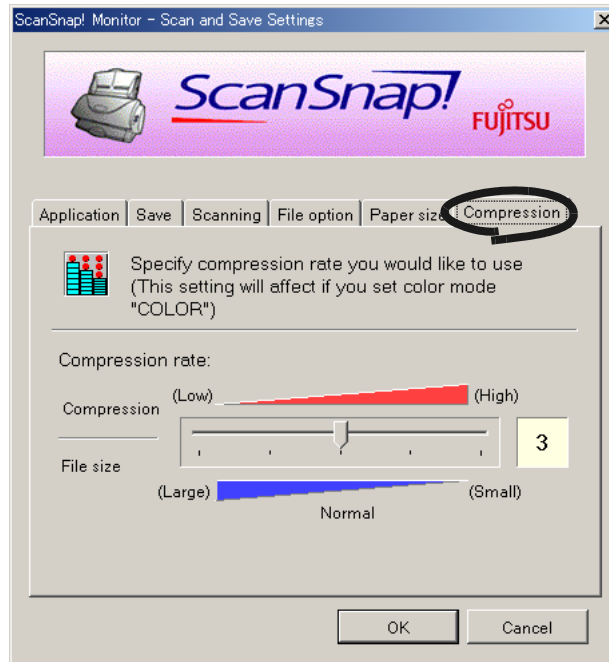 ScanSnap! Monitor - Scan and Save Settings
ScanSnap!
FUJITSU
Application Save Scanning File option Paper size Compression
Specify compression rate you would like to use
(This setting will affect if you set color mode
"COLOR")
Compression rate:
(Low) (High)
Compression
3
File size
(Large) (Small)
Normal
OK Cancel